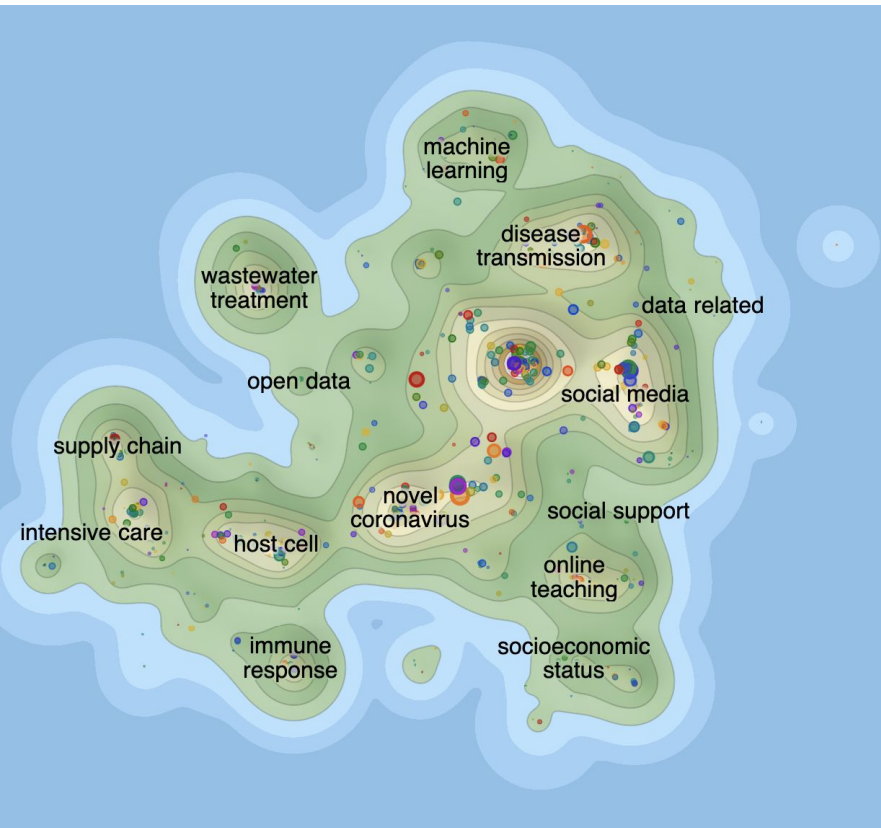 machine
learning
disease
transmission
wastewater
treatment
data related
open data
social media
supply chain
novel
coronavirus
social support
intensive care
host cell
online
teaching
immune
response
socioeconomic
status